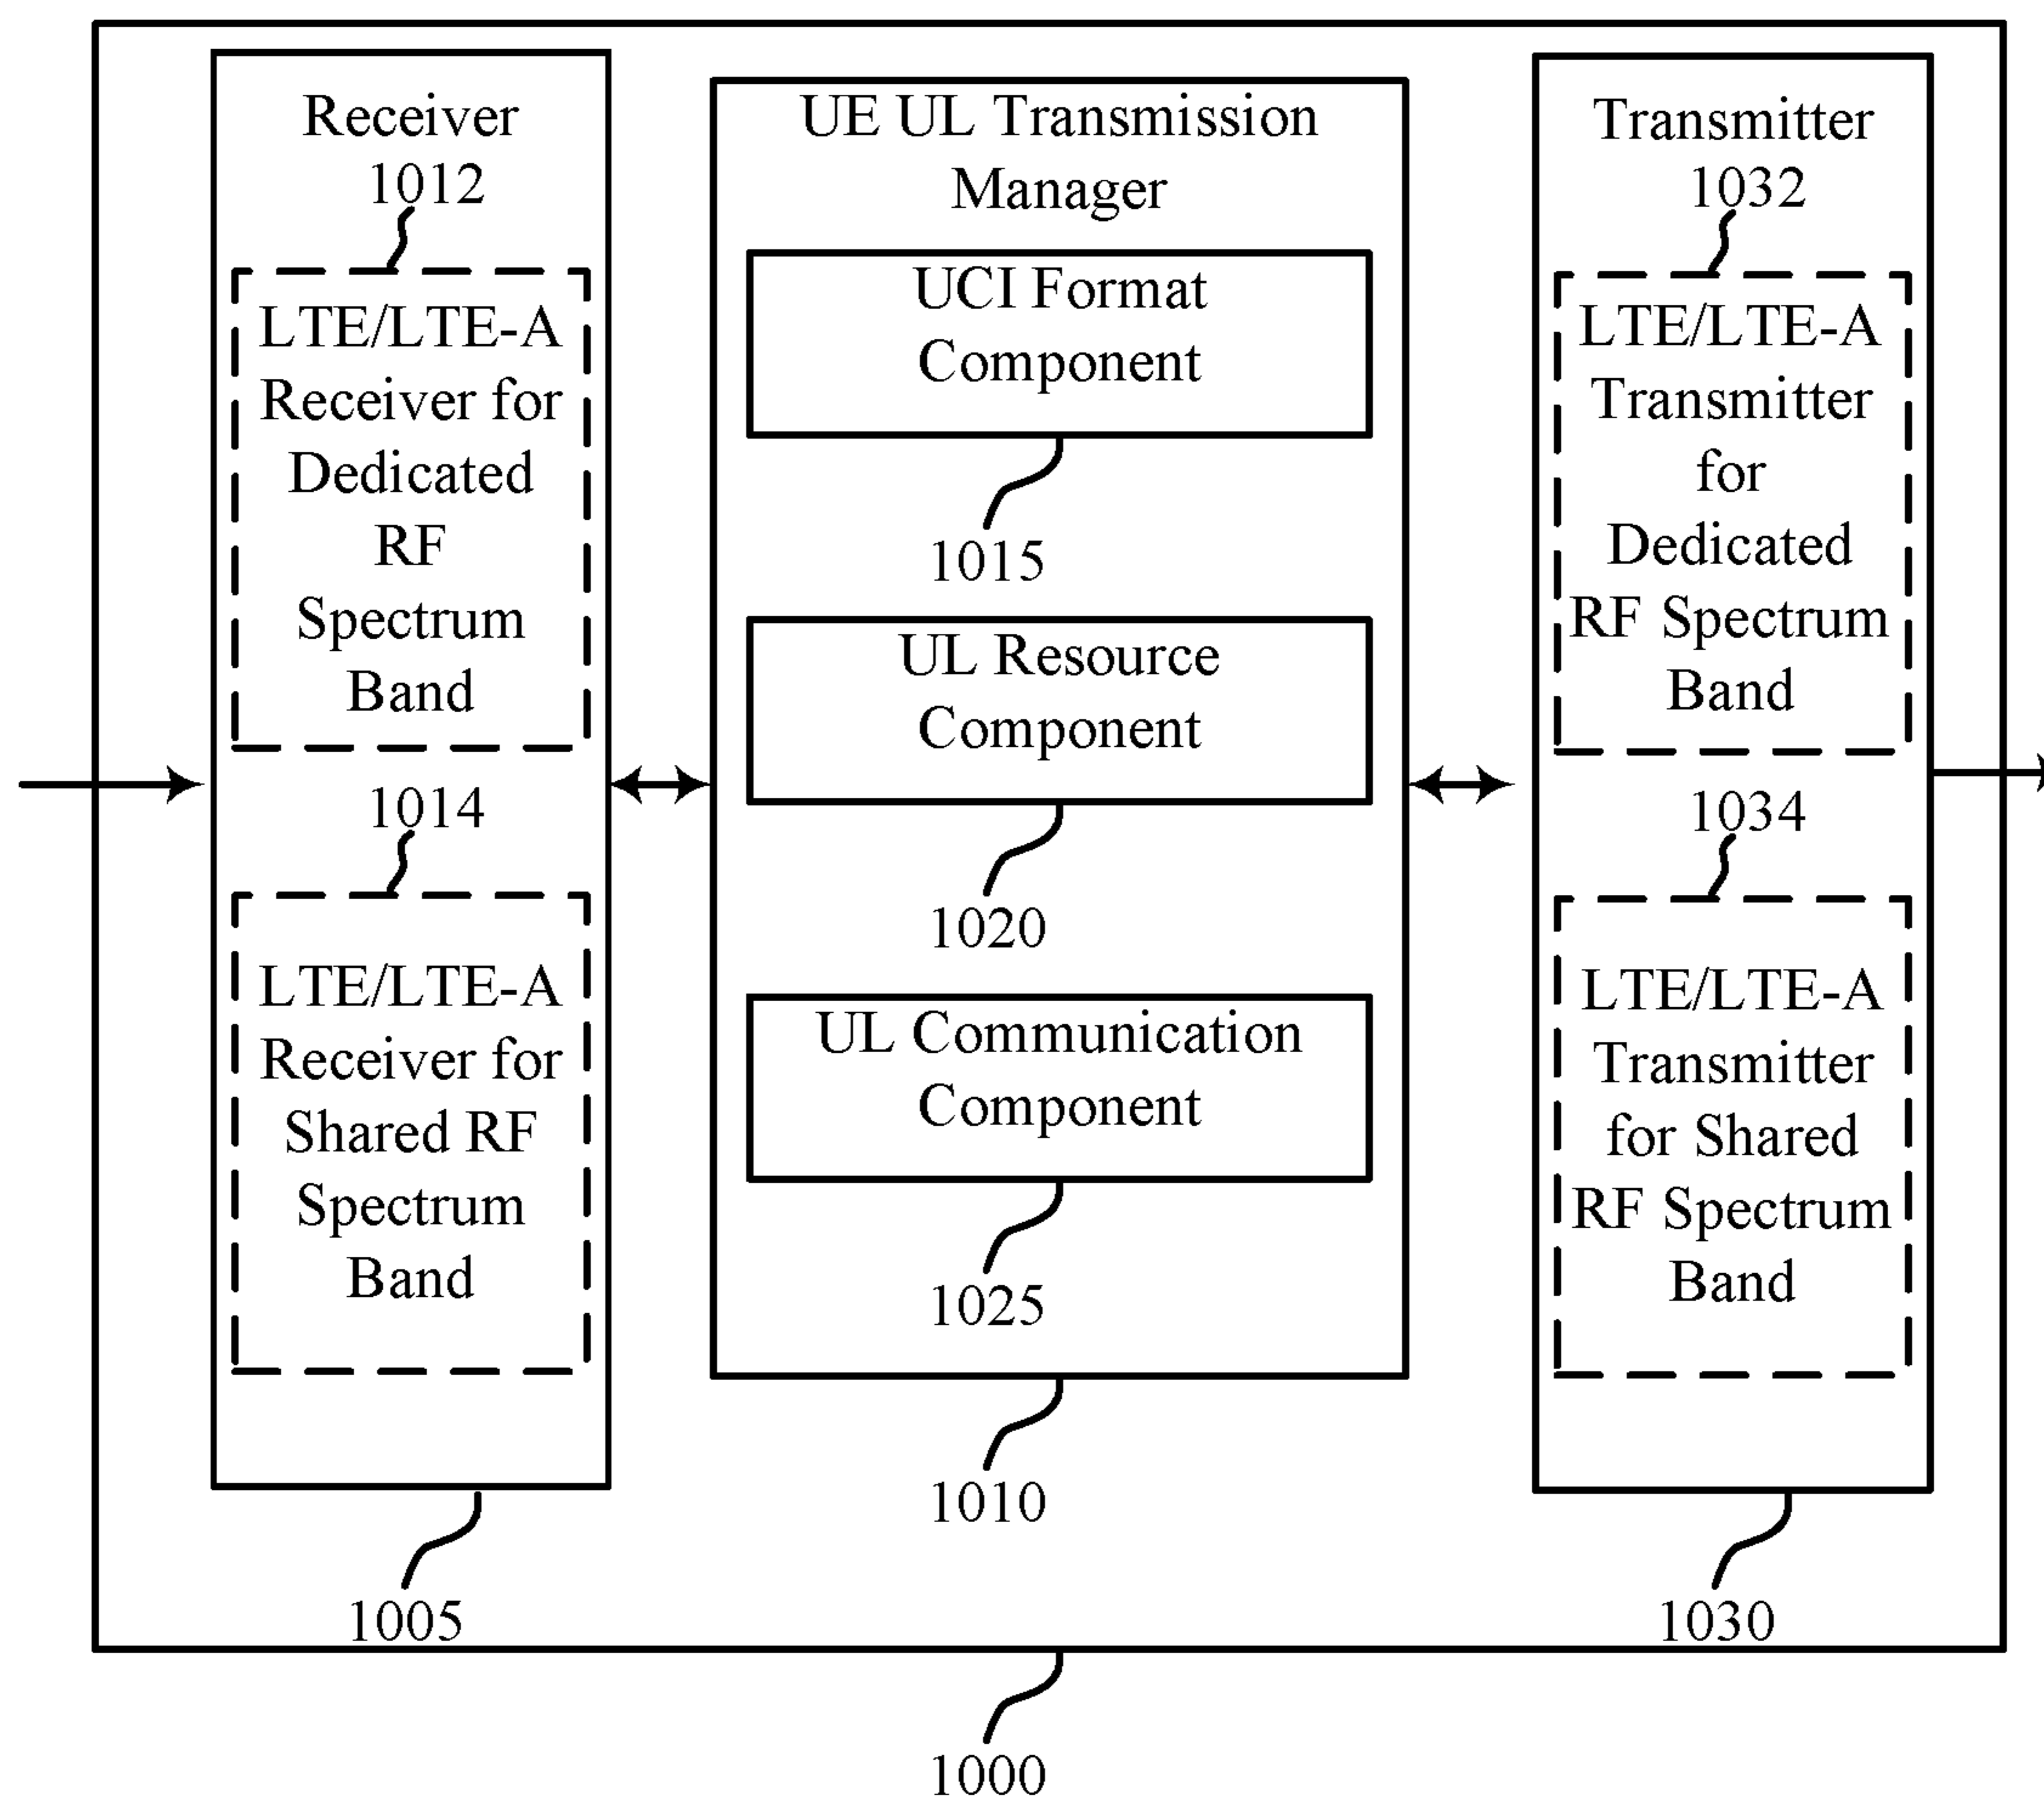 Receiver
1012
LTE/LTE-A
Receiver for
Dedicated
RF
Spectrum
Band
1014
LTE/LTE-A
Receiver for
Shared RF
Spectrum
Band
1005
UE UL Transmission
Manager
UCI Format
Component
1015
UL Resource
Component
1020
UL Communication
Component
1025
1010
Transmitter
1032
LTE/LTE-A
Transmitter
for
Dedicated
RF Spectrum
Band
1034
LTE/LTE-A
Transmitter
for Shared
RF Spectrum
Band
1030
1000